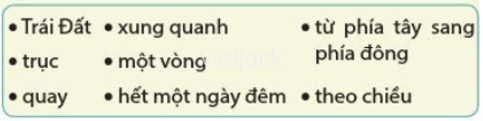 • Trái Đất • xung quanh • từ phía tây sang
phía đông
• trục • một vòng
• quay • hết một ngày đêm • theo chiều
vietjack